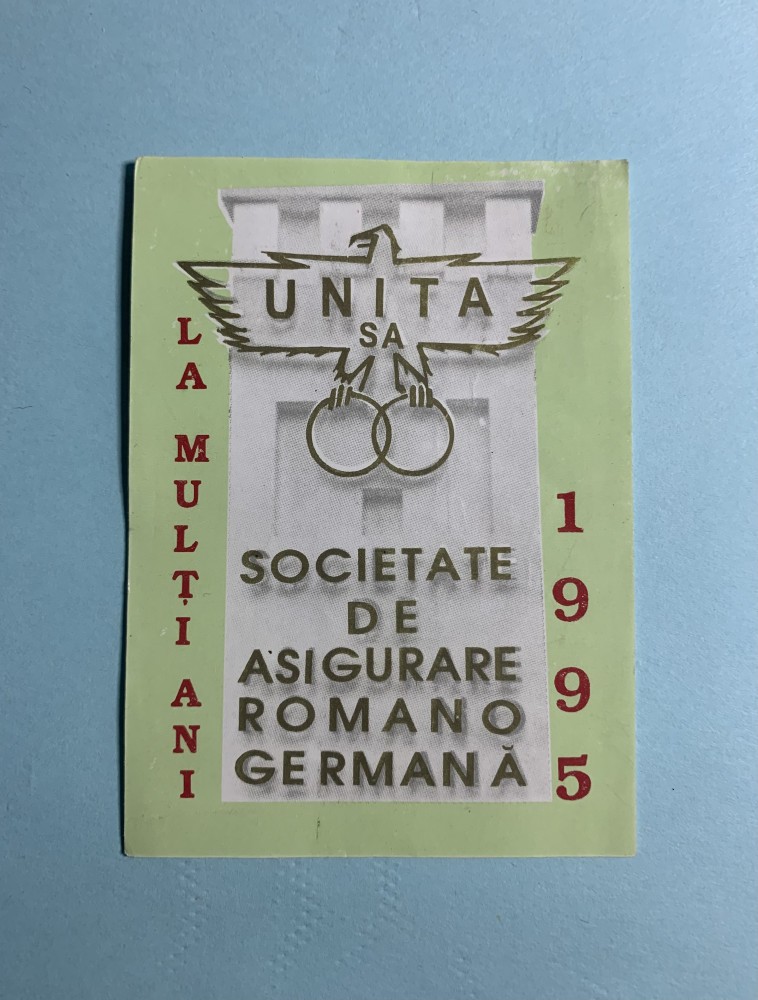 UNITA
SA
LA MULȚI ANI
1995
SOCIETATE
DE
ASIGURARE
ROMANO
GERMANĂ